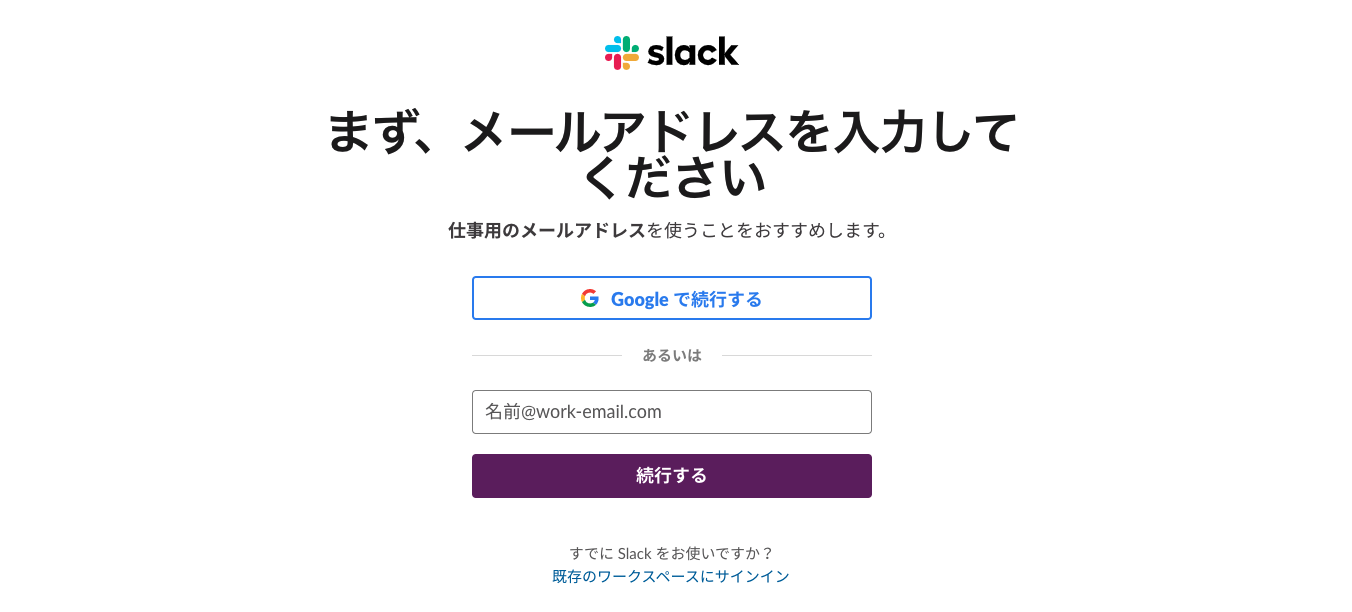 slack
まず、メールアドレスを入力して
ください
仕事用のメールアドレスを使うことをおすすめします。
Google で続行する
あるいは
名前@work-email.com
続行する
すでに Slack をお使いですか？
既存のワークスペースにサインイン